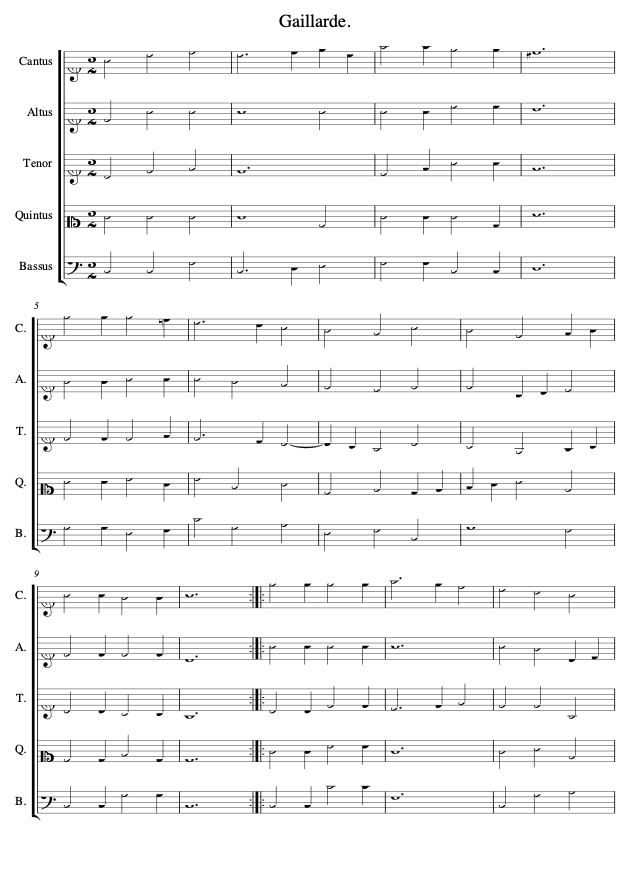 Gaillarde.
Cantus
Altus
Tenor
Quintus
Bassus
5
C.
A.
T.
Q.
B.
9
C.
A.
T.
Q.
B.